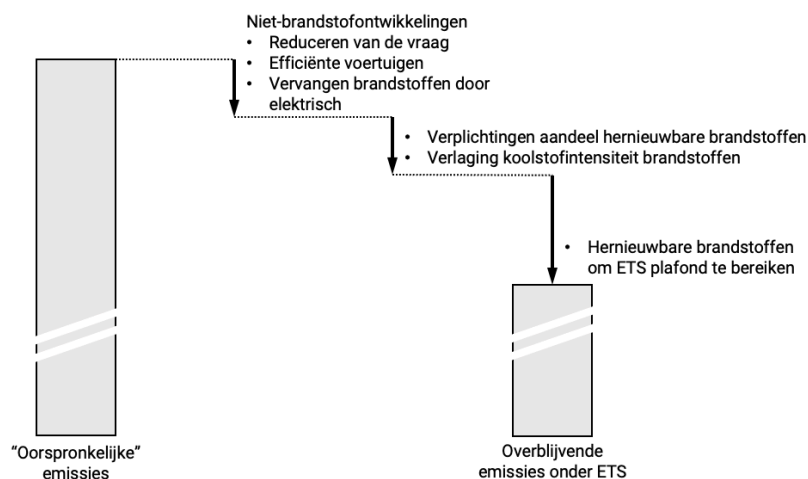 Niet-brandstofontwikkelingen
• Reduceren van de vraag
• Efficiënte voertuigen
• Vervangen brandstoffen door
elektrisch
• Verplichtingen aandeel hernieuwbare brandstoffen
• Verlaging koolstofintensiteit brandstoffen
• Hernieuwbare brandstoffen
om ETS plafond te bereiken
“Oorspronkelijke”
emissies
Overblijvende
emissies onder ETS